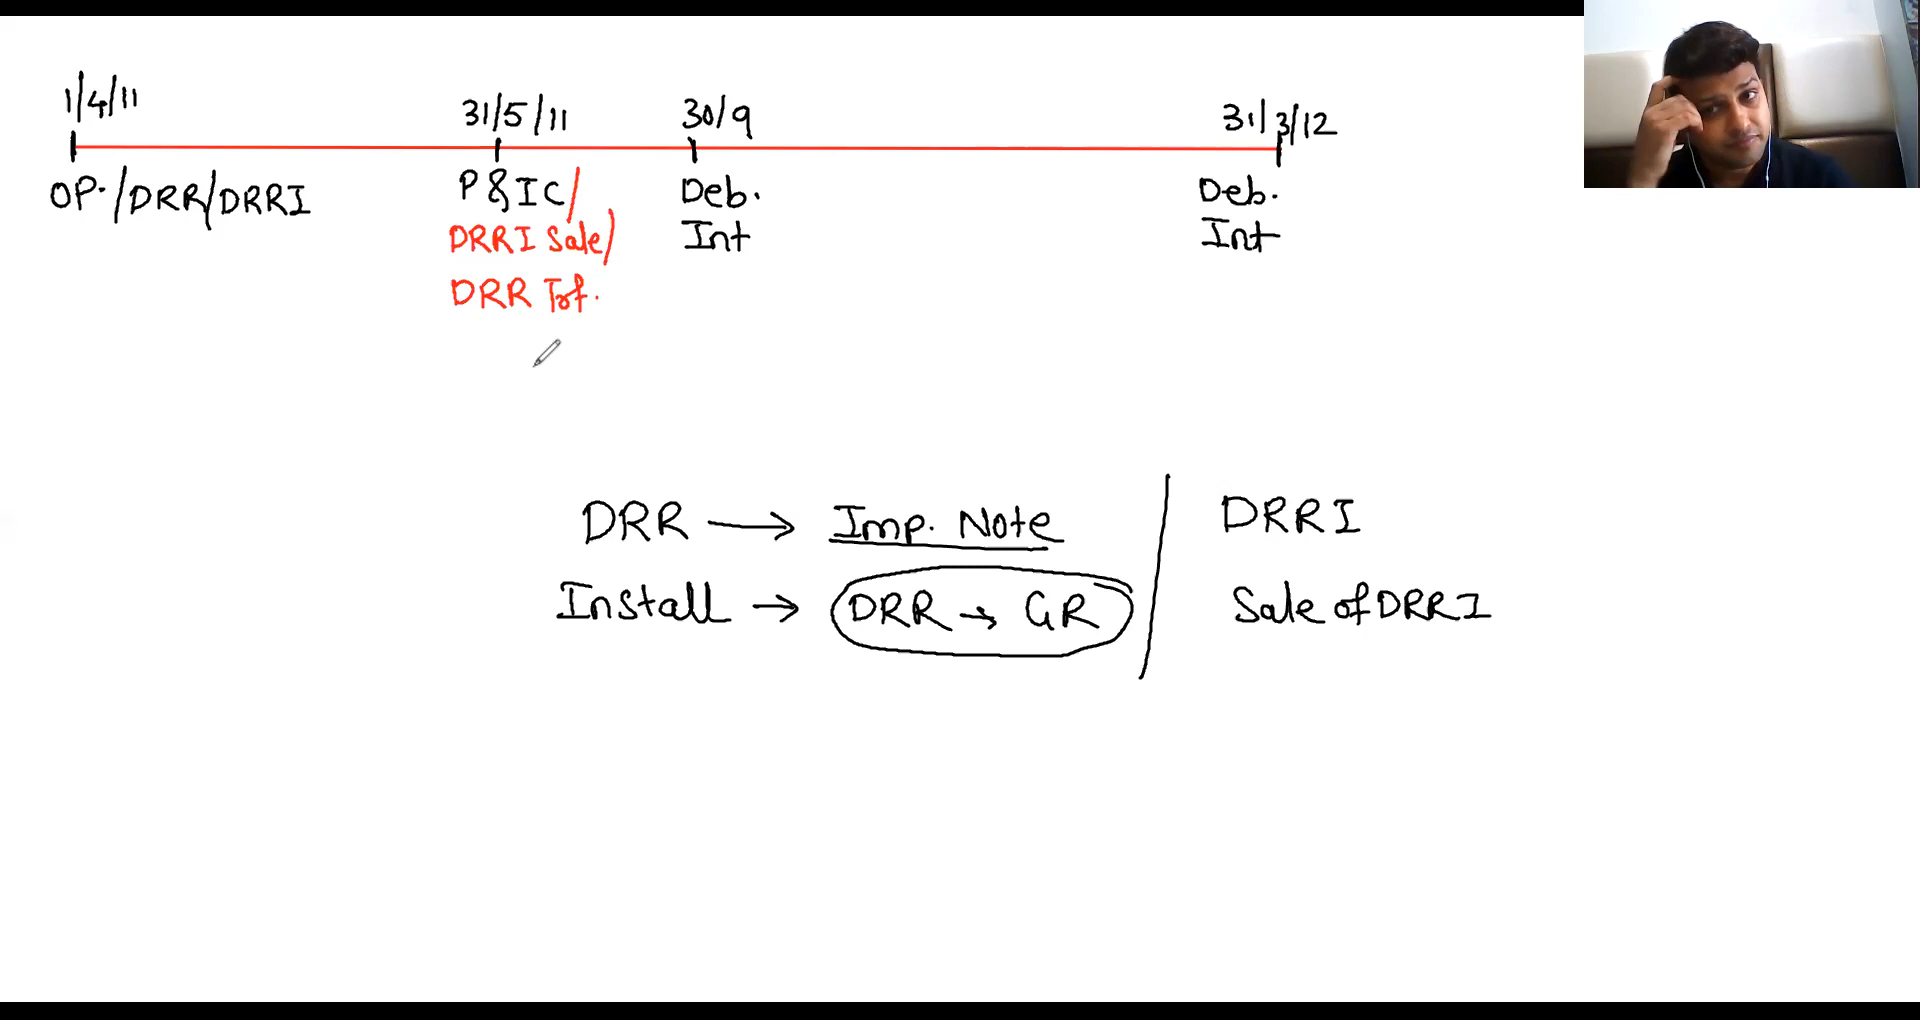 1/4/11 31/5/11 30/9 31/3/12
OP./DRR/DRRI P&IC/ Deb. Deb.
DRRI Sale/ Int Int
DRR Trf.
DRR → Imp. Note DRRI
Install → DRR → GR Sale of DRRI